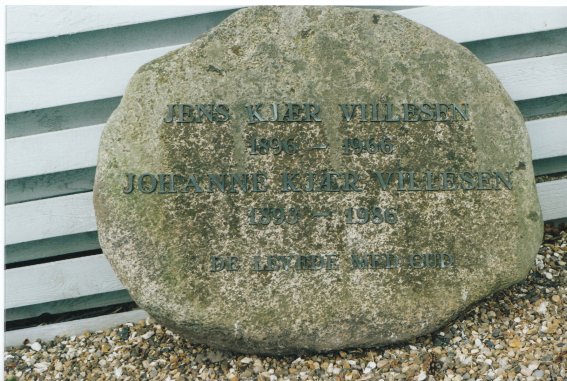 JENS KJÆR VILLESEN
1896 – 1966
JOHANNE KJÆR VILLESEN
– 1986
DE LEVEDE MED GUD